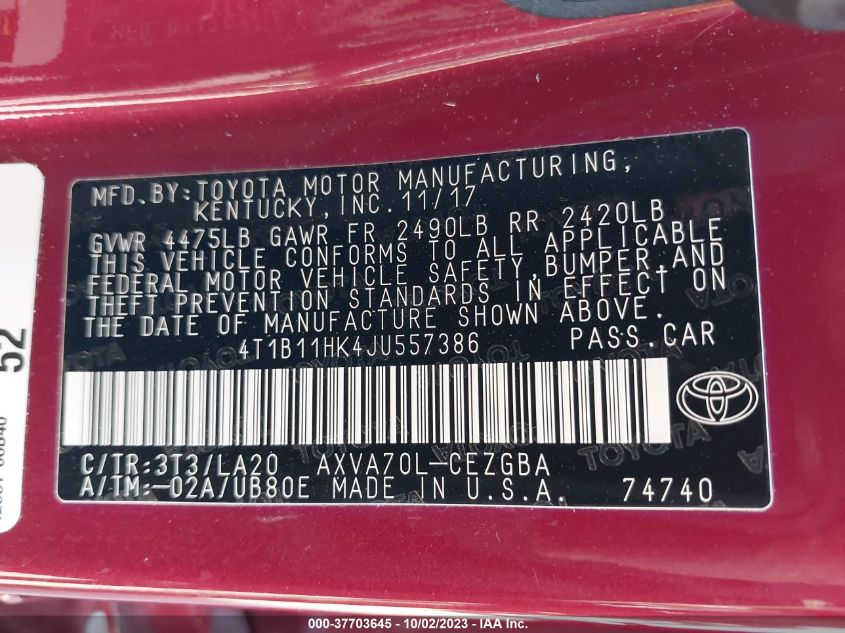 MFD. BY: TOYOTA MOTOR MANUFACTURING,
KENTUCKY, INC. 11/17
GVWR 4475LB GAWR FR 2490LB RR 2420LB
THIS VEHICLE CONFORMS TO ALL APPLICABLE
FEDERAL MOTOR VEHICLE SAFETY, BUMPER, AND
THEFT PREVENTION STANDARDS IN EFFECT ON
THE DATE OF MANUFACTURE SHOWN ABOVE.
4T1B11HK4JU557386 PASS. CAR
C/TR: 3T3/LA20 AXVA70L-CEZGBA
A/TM: -02A/UB80E MADE IN U.S.A. 74740
52
000-37703645 - 10/02/2023 - IAA Inc.